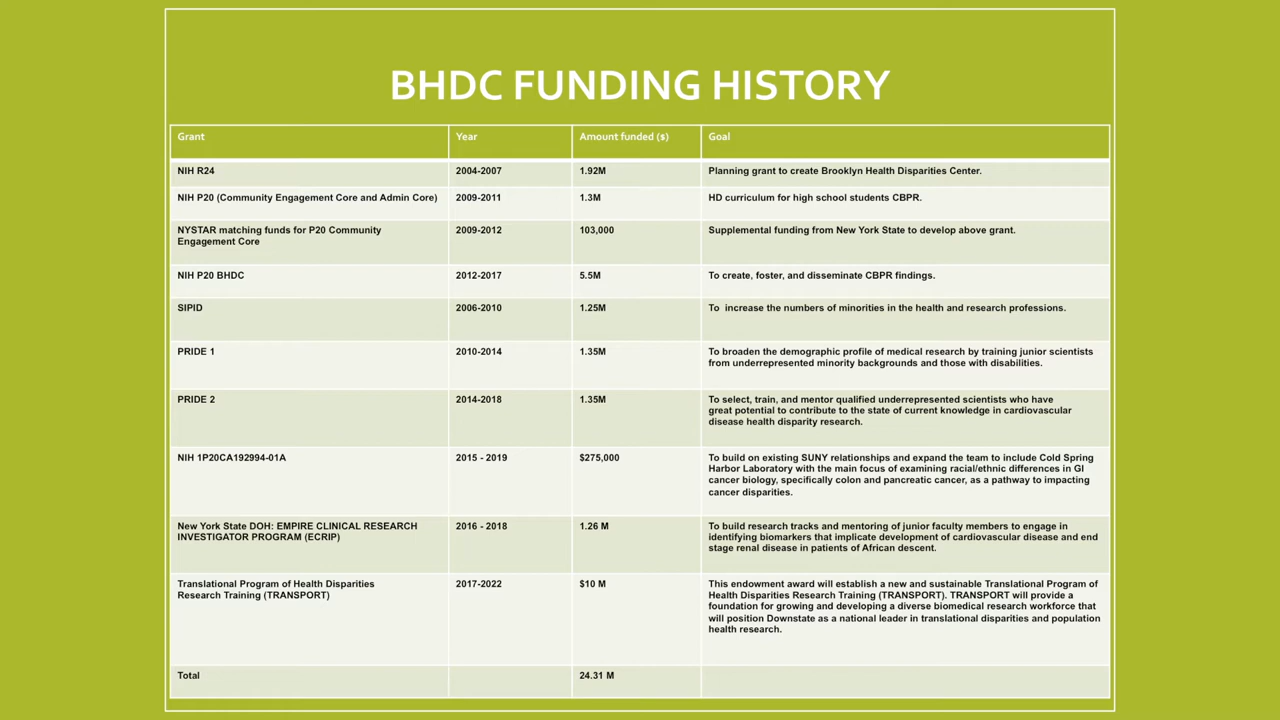 BHDC FUNDING HISTORY
Grant Year Amount funded ($) Goal
NIH R24 2004-2007 1.92M Planning grant to create Brooklyn Health Disparities Center.
NIH P20 (Community Engagement Core and Admin Core) 2009-2011 1.3M HD curriculum for high school students CBPR.
NYSTAR matching funds for P20 Community 2009-2012 103,000 Supplemental funding from New York State to develop above grant.
Engagement Core
NIH P20 BHDC 2012-2017 5.5M To create, foster, and disseminate CBPR findings.
SIPID 2006-2010 1.25M To increase the numbers of minorities in the health and research professions.
PRIDE 1 2010-2014 1.35M To broaden the demographic profile of medical research by training junior scientists
from underrepresented minority backgrounds and those with disabilities.
PRIDE 2 2014-2018 1.35M To select, train, and mentor qualified underrepresented scientists who have
great potential to contribute to the state of current knowledge in cardiovascular
disease health disparity research.
NIH 1P20CA192994-01A 2015 - 2019 $275,000 To build on existing SUNY relationships and expand the team to include Cold Spring
Harbor Laboratory with the main focus of examining racial/ethnic differences in GI
cancer biology, specifically colon and pancreatic cancer, as a pathway to impacting
cancer disparities.
New York State DOH: EMPIRE CLINICAL RESEARCH 2016 - 2018 1.26 M To build research tracks and mentoring of junior faculty members to engage in
INVESTIGATOR PROGRAM (ECRIP) identifying biomarkers that implicate development of cardiovascular disease and end
stage renal disease in patients of African descent.
Translational Program of Health Disparities 2017-2022 $10 M This endowment award will establish a new and sustainable Translational Program of
Research Training (TRANSPORT) Health Disparities Research Training (TRANSPORT). TRANSPORT will provide a
foundation for growing and developing a diverse biomedical research workforce that
will position Downstate as a national leader in translational disparities and population
health research.
Total 24.31 M